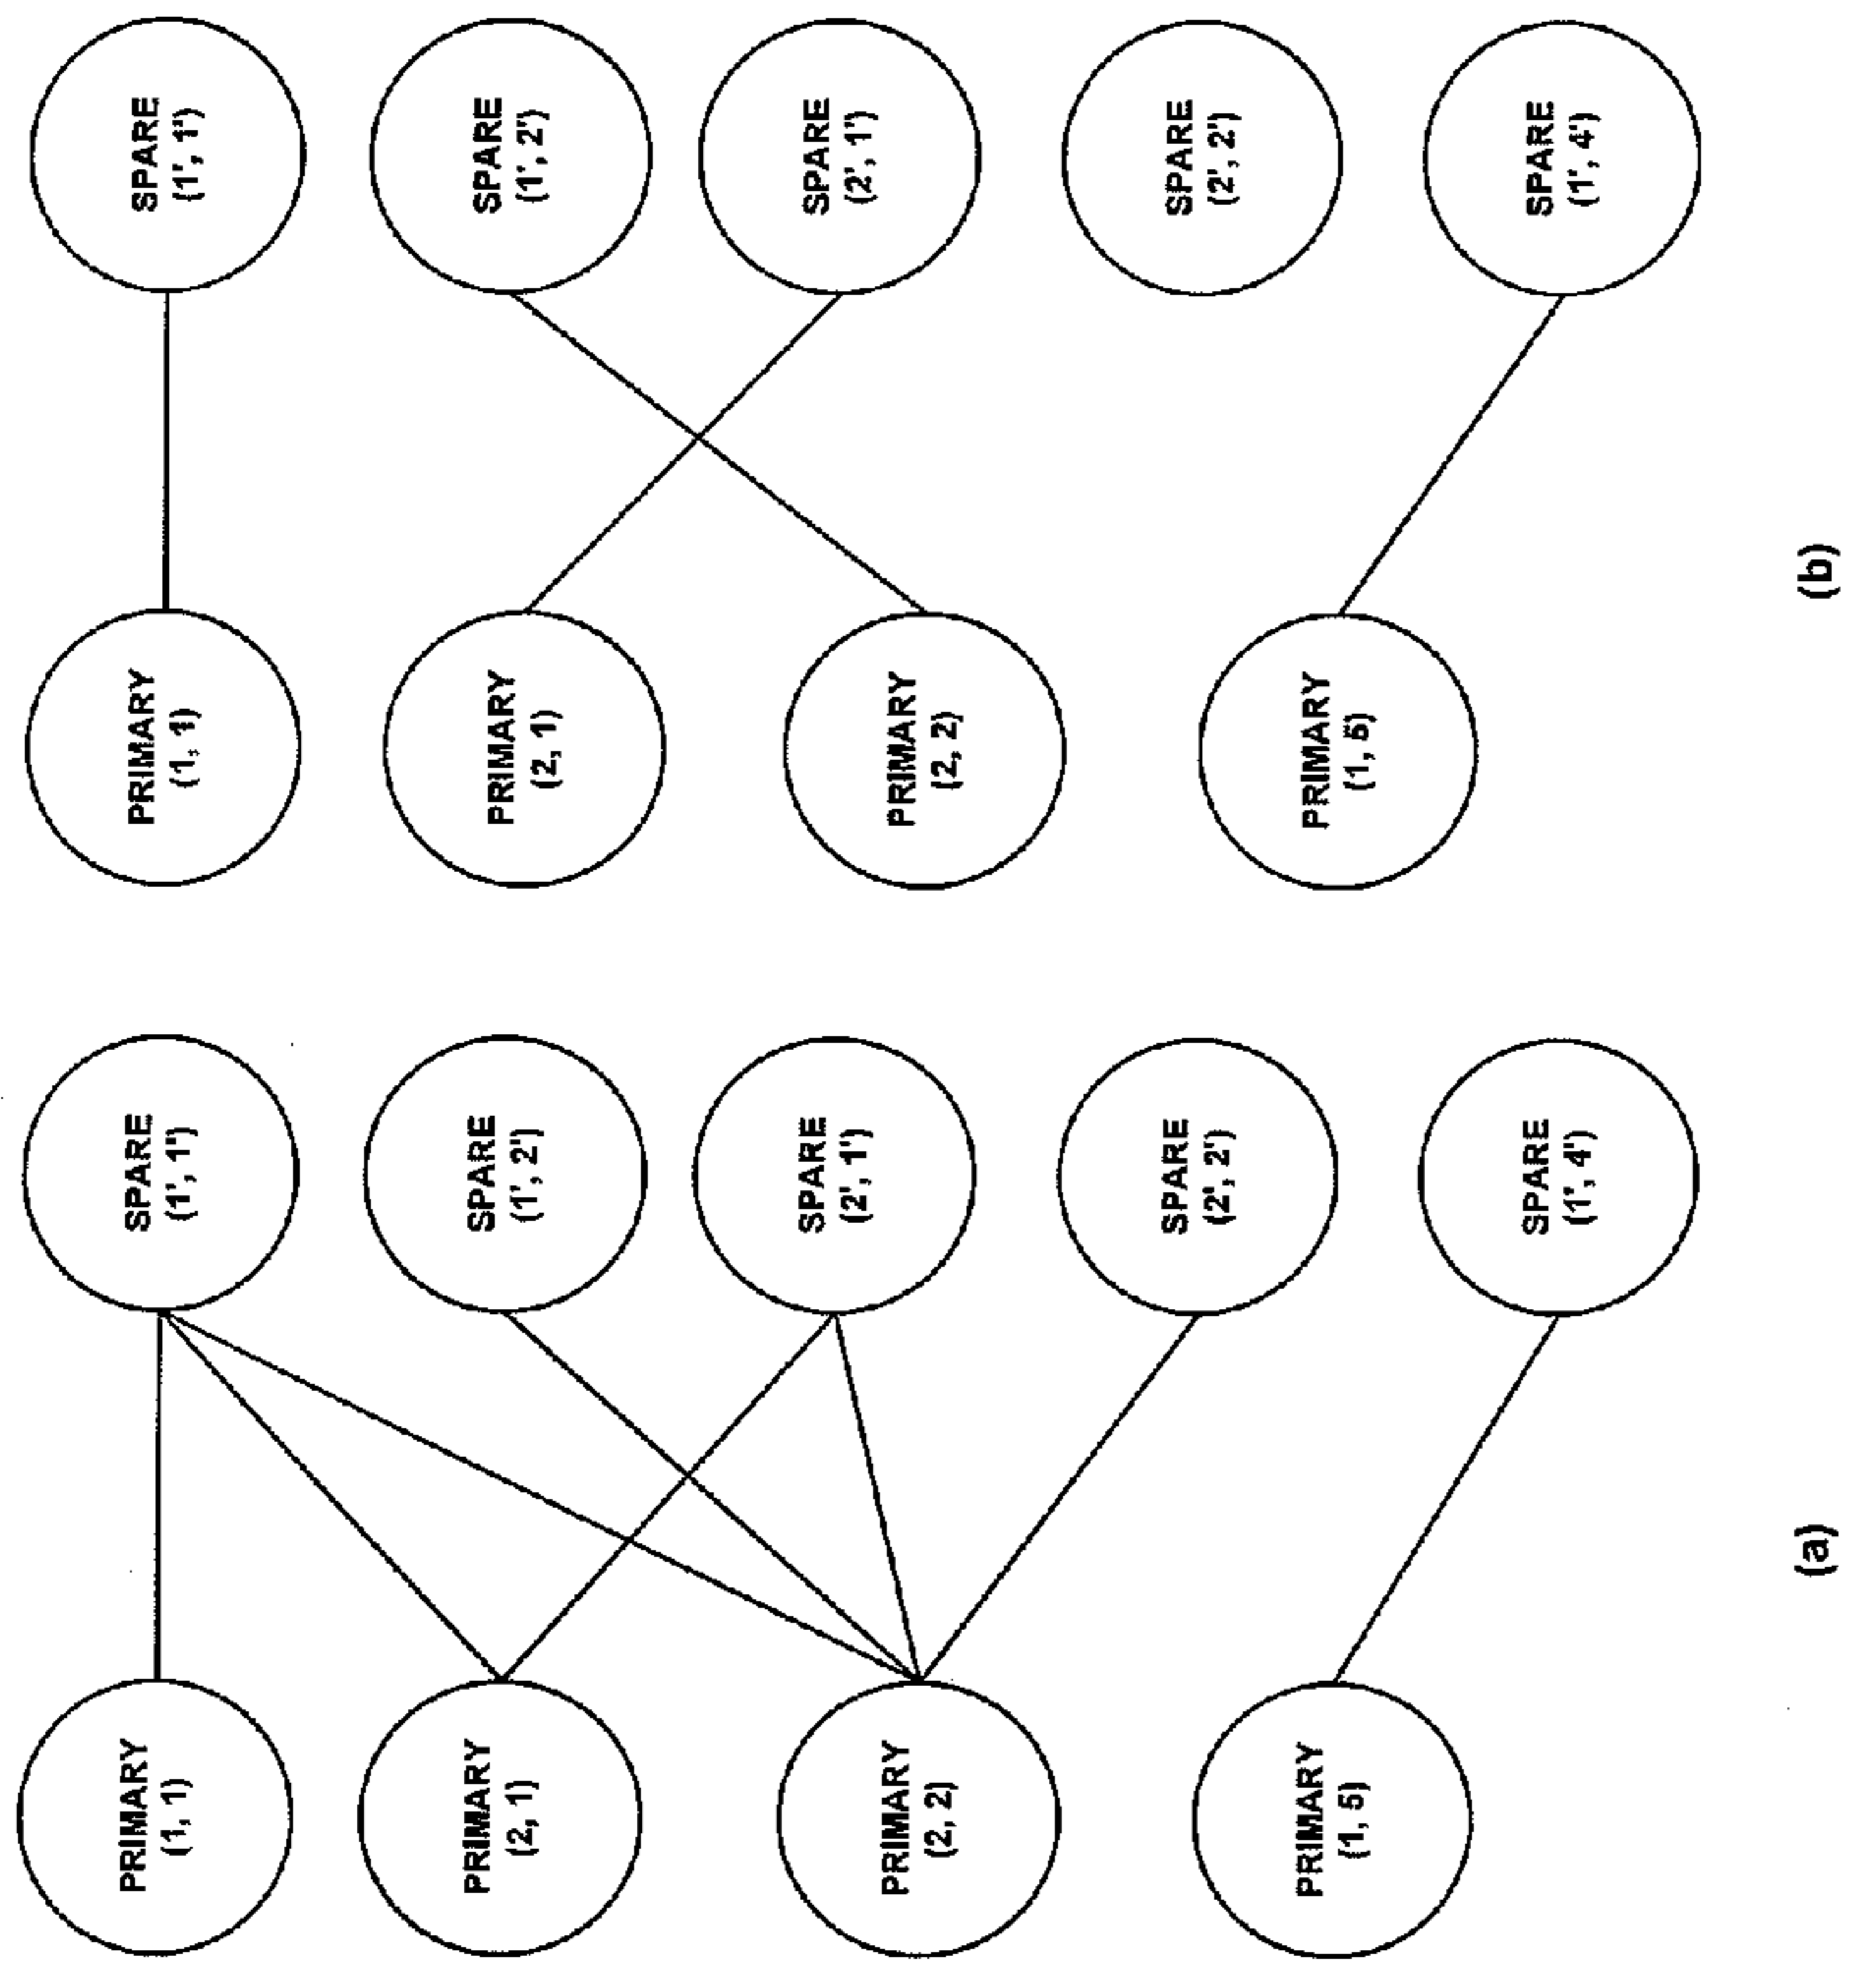 PRIMARY
(1, 1)
SPARE
(1', 1')
PRIMARY
(2, 1)
SPARE
(1', 2')
PRIMARY
(2, 2)
SPARE
(2', 1')
SPARE
(2', 2')
PRIMARY
(1, 5)
SPARE
(1', 4')
(a)
PRIMARY
(1, 1)
SPARE
(1', 1')
PRIMARY
(2, 1)
SPARE
(1', 2')
PRIMARY
(2, 2)
SPARE
(2', 1')
SPARE
(2', 2')
PRIMARY
(1, 5)
SPARE
(1', 4')
(b)